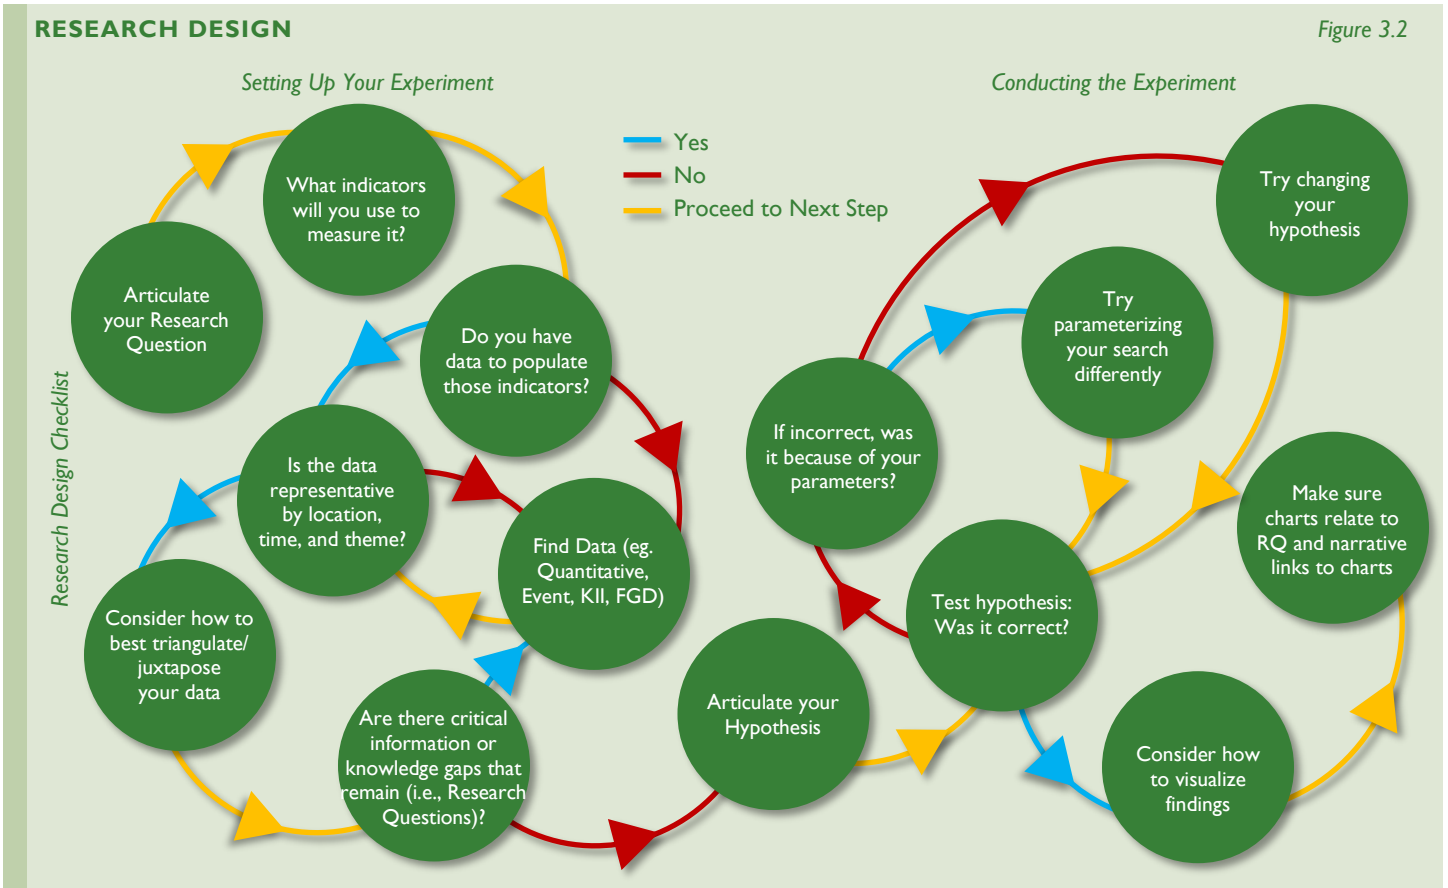 RESEARCH DESIGN
Figure 3.2
Setting Up Your Experiment
Conducting the Experiment
Yes
No
Proceed to Next Step
Research Design Checklist
Articulate
your Research
Question
What indicators
will you use to
measure it?
Do you have
data to populate
those indicators?
Is the data
representative
by location,
time, and theme?
Find Data (eg.
Quantitative,
Event, KII, FGD)
Consider how to
best triangulate/
juxtapose
your data
Are there critical
information or
knowledge gaps that
remain (i.e., Research
Questions)?
Articulate your
Hypothesis
Test hypothesis:
Was it correct?
If incorrect, was
it because of your
parameters?
Try
parameterizing
your search
differently
Try changing
your
hypothesis
Consider how
to visualize
findings
Make sure
charts relate to
RQ and narrative
links to charts